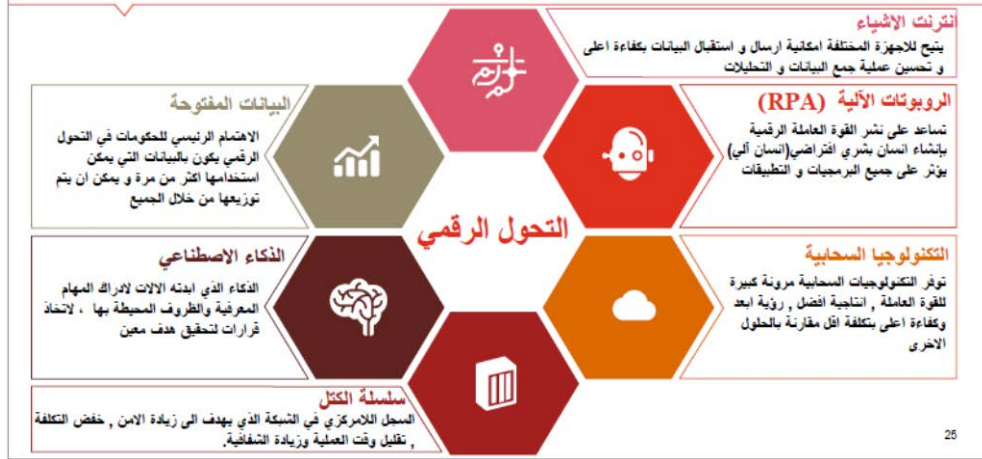 انترنت الاشياء
يتيح للاجهزة المختلفة امكانية ارسال و استقبال البيانات بكفاءة اعلى
و تحسين عملية جمع البيانات و التحليلات
الروبوتات الآلية (RPA)
تساعد على نشر القوة العاملة الرقمية
بإنشاء انسان بشري افتراضي(انسان آلي)
يؤثر على جميع البرمجيات و التطبيقات
التكنولوجيا السحابية
توفر التكنولوجيات السحابية مرونة كبيرة
للقوة العاملة , انتاجية افضل , رؤية ابعد
وكفاءة اعلى بتكلفة اقل مقارنة بالحلول
الاخرى
التحول الرقمي
البيانات المفتوحة
الاهتمام الرئيسي للحكومات في التحول
الرقمي يكون بالبيانات التي يمكن
استخدامها اكثر من مرة و يمكن ان يتم
توزيعها من خلال الجميع
الذكاء الاصطناعي
الذكاء الذي ابدته الالات لادراك المهام
المعرفية والظروف المحيطة بها ، لاتخاذ
قرارات لتحقيق هدف معين
سلسلة الكتل
السجل اللامركزي في الشبكة الذي يهدف الى زيادة الامن , خفض التكلفة
, تقليل وقت العملية وزيادة الشفافية.
25